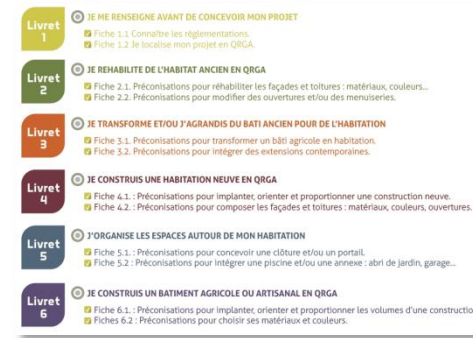 Livret 1
JE ME RENSEIGNE AVANT DE CONCEVOIR MON PROJET
Fiche 1.1 Connaître les réglementations.
Fiche 1.2 Je localise mon projet en QRGA.
Livret 2
JE REHABILITE DE L'HABITAT ANCIEN EN QRGA
Fiche 2.1. Préconisations pour réhabiliter les façades et toitures : matériaux, couleurs...
Fiche 2.2. Préconisations pour modifier des ouvertures et/ou des menuiseries.
Livret 3
JE TRANSFORME ET/OU J'AGRANDIS DU BATI ANCIEN POUR DE L'HABITATION
Fiche 3.1. Préconisations pour transformer un bâti agricole en habitation.
Fiche 3.2. Préconisations pour intégrer des extensions contemporaines.
Livret 4
JE CONSTRUIS UNE HABITATION NEUVE EN QRGA
Fiche 4.1. : Préconisations pour implanter, orienter et proportionner une construction neuve.
Fiche 4.2. : Préconisations pour composer les façades et toitures : matériaux, couleurs, ouvertures.
Livret 5
J'ORGANISE LES ESPACES AUTOUR DE MON HABITATION
Fiche 5.1. : Préconisations pour concevoir une clôture et/ou un portail.
Fiche 5.2 : Préconisations pour intégrer une piscine et/ou une annexe : abri de jardin, garage...
Livret 6
JE CONSTRUIS UN BATIMENT AGRICOLE OU ARTISANAL EN QRGA
Fiche 6.1. : Préconisations pour implanter, orienter et proportionner les volumes d'une constructio
Fiches 6.2 : Préconisations pour choisir ses matériaux et couleurs.